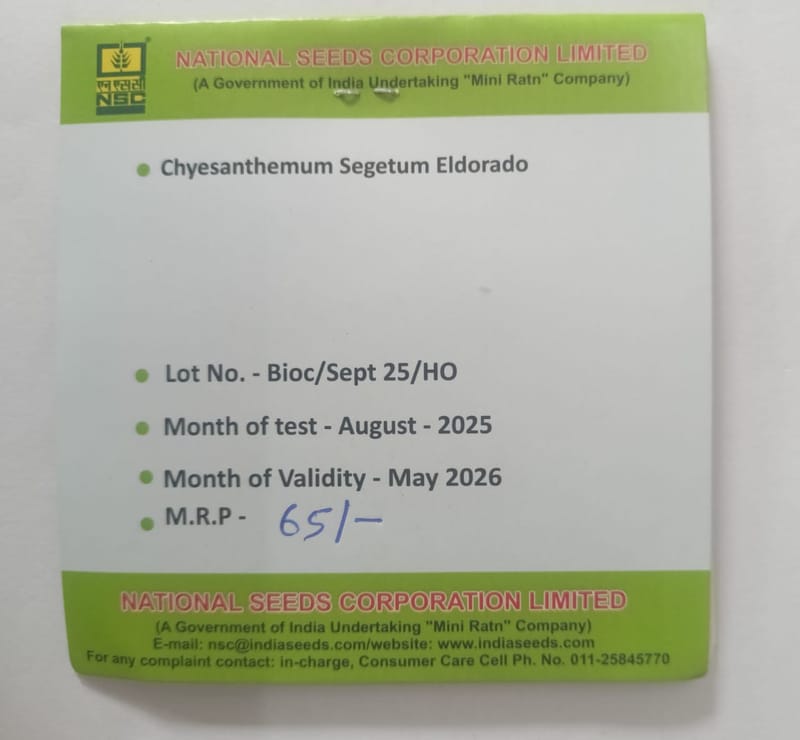 एन एस सी
NSC
NATIONAL SEEDS CORPORATION LIMITED
(A Government of India Undertaking "Mini Ratn" Company)
Chyesanthemum Segetum Eldorado
Lot No. - Bioc/Sept 25/HO
Month of test - August - 2025
Month of Validity - May 2026
M.R.P - 65/-
NATIONAL SEEDS CORPORATION LIMITED
(A Government of India Undertaking "Mini Ratn" Company)
E-mail: nsc@indiaseeds.com/website: www.indiaseeds.com
For any complaint contact: in-charge, Consumer Care Cell Ph. No. 011-25845770